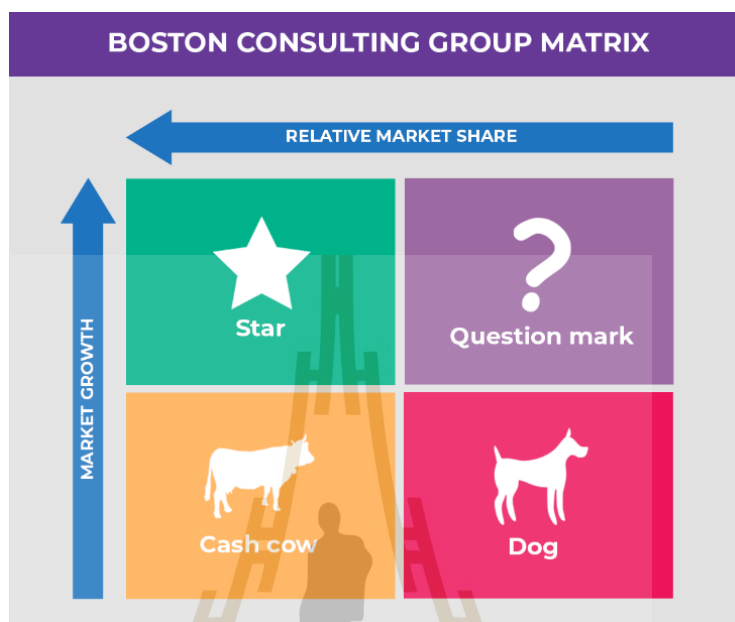 BOSTON CONSULTING GROUP MATRIX
RELATIVE MARKET SHARE
MARKET GROWTH
Star
Question mark
Cash cow
Dog